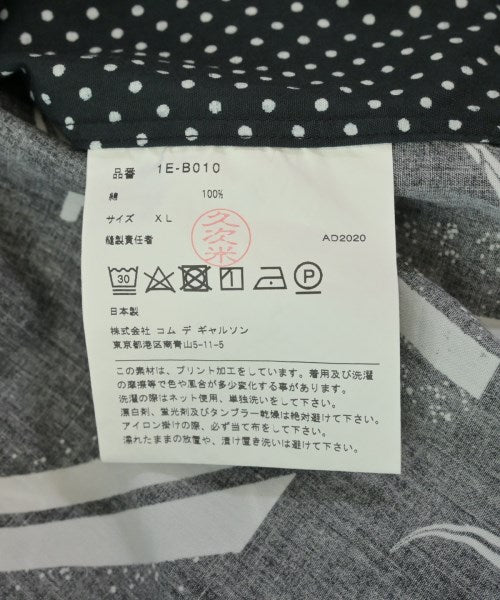 品番 1E-B010
綿 100%
サイズ XL
縫製責任者 久次米 AD2020
30 P
日本製
株式会社 コム デ ギャルソン
東京都港区南青山5-11-5
この素材は、プリント加工をしています。着用及び洗濯
の摩擦等で色や風合が多少変化する事があります。
洗濯の際はネット使用、単独洗いをして下さい。
漂白剤、蛍光剤及びタンブラー乾燥は絶対避けて下さい。
アイロン掛けの際、必ず当て布をして下さい。
濡れたままの放置や、漬け置き洗いは避けて下さい。